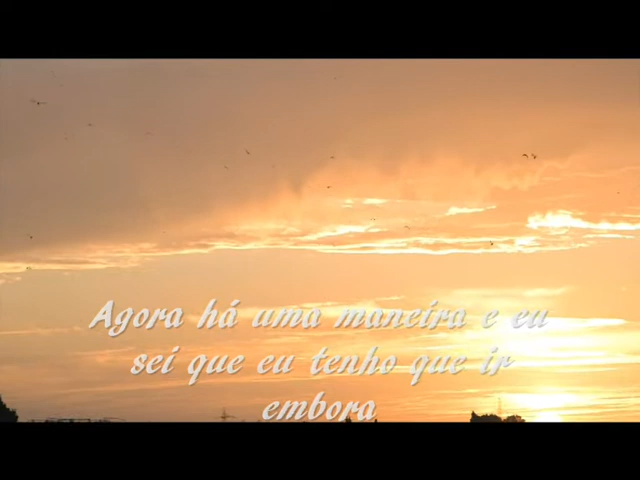 Agora há uma maneira e eu
sei que eu tenho que ir
embora